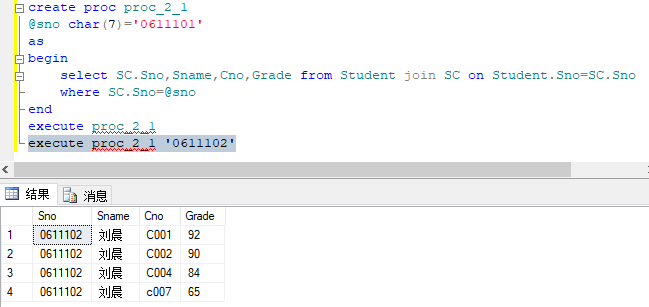 create proc proc_2_1
@sno char(7)='0611101'
as
begin
select SC.Sno,Sname,Cno,Grade from Student join SC on Student.Sno=SC.Sno
where SC.Sno=@sno
end
execute proc_2_1
execute proc_2_1 '0611102'
结果 消息
Sno Sname Cno Grade
1 0611102 刘晨 C001 92
2 0611102 刘晨 C002 90
3 0611102 刘晨 C004 84
4 0611102 刘晨 c007 65